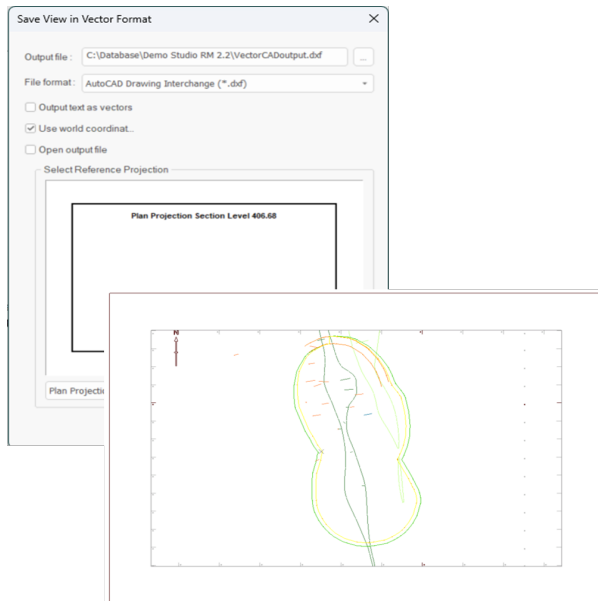 Save View in Vector Format
Output file : C:\Database\Demo Studio RM 2.2\VectorCADoutput.dxf ...
File format : AutoCAD Drawing Interchange (*.dxf)
Output text as vectors
Use world coordinat...
Open output file
Select Reference Projection
Plan Projection Section Level 406.68
Plan Projectic
N